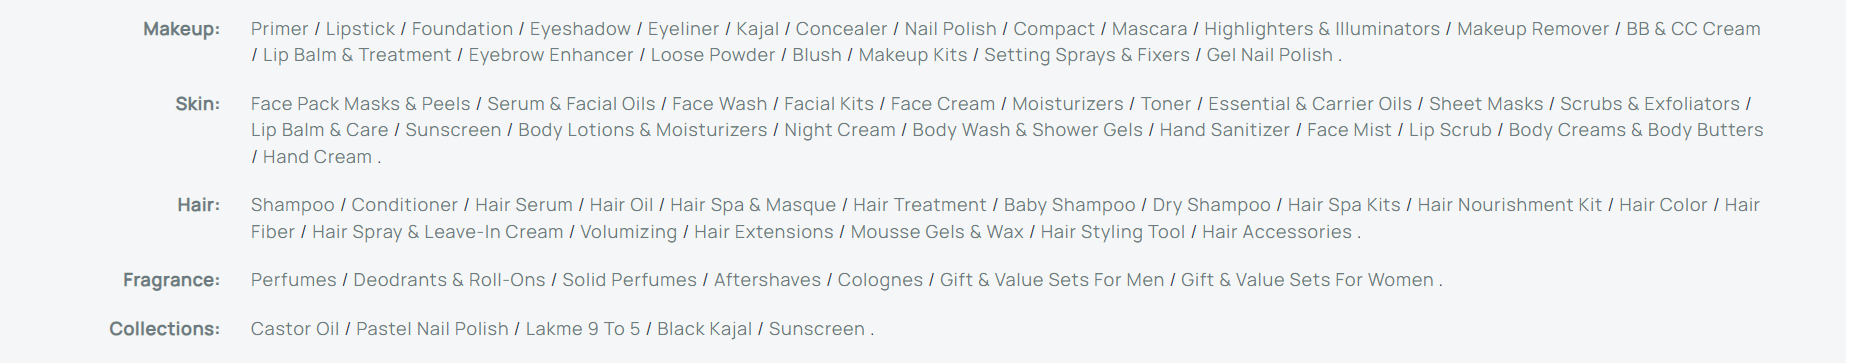 Makeup: Primer / Lipstick / Foundation / Eyeshadow / Eyeliner / Kajal / Concealer / Nail Polish / Compact / Mascara / Highlighters & Illuminators / Makeup Remover / BB & CC Cream
/ Lip Balm & Treatment / Eyebrow Enhancer / Loose Powder / Blush / Makeup Kits / Setting Sprays & Fixers / Gel Nail Polish .
Skin: Face Pack Masks & Peels / Serum & Facial Oils / Face Wash / Facial Kits / Face Cream / Moisturizers / Toner / Essential & Carrier Oils / Sheet Masks / Scrubs & Exfoliators /
Lip Balm & Care / Sunscreen / Body Lotions & Moisturizers / Night Cream / Body Wash & Shower Gels / Hand Sanitizer / Face Mist / Lip Scrub / Body Creams & Body Butters
/ Hand Cream .
Hair: Shampoo / Conditioner / Hair Serum / Hair Oil / Hair Spa & Masque / Hair Treatment / Baby Shampoo / Dry Shampoo / Hair Spa Kits / Hair Nourishment Kit / Hair Color / Hair
Fiber / Hair Spray & Leave-In Cream / Volumizing / Hair Extensions / Mousse Gels & Wax / Hair Styling Tool / Hair Accessories .
Fragrance: Perfumes / Deodrants & Roll-Ons / Solid Perfumes / Aftershaves / Colognes / Gift & Value Sets For Men / Gift & Value Sets For Women .
Collections: Castor Oil / Pastel Nail Polish / Lakme 9 To 5 / Black Kajal / Sunscreen .